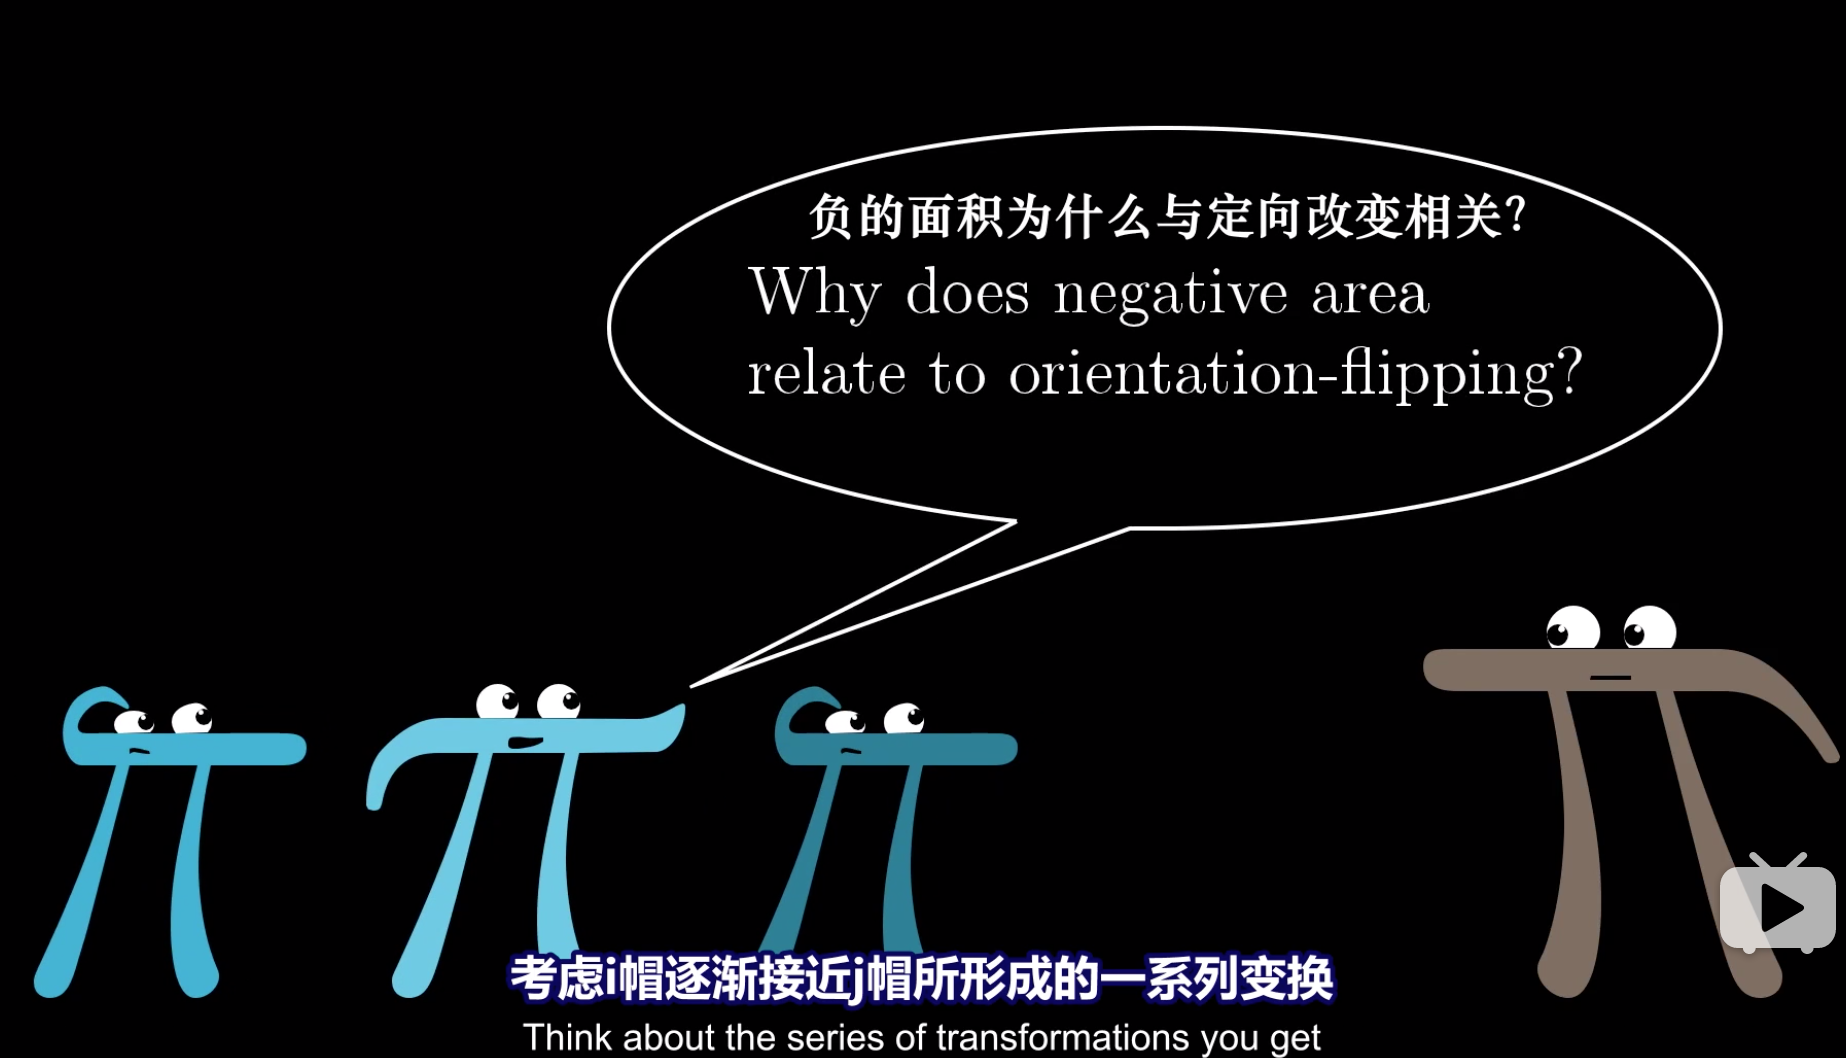 负的面积为什么与定向改变相关？
Why does negative area
relate to orientation-flipping?
考虑i帽逐渐接近j帽所形成的一系列变换
Think about the series of transformations you get